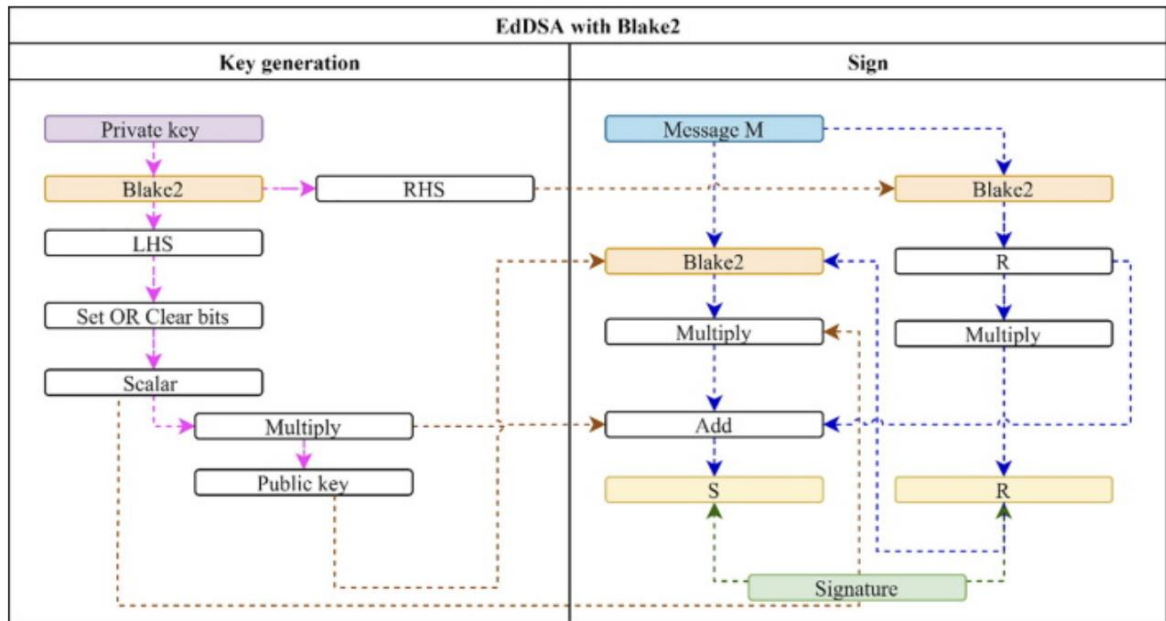 EdDSA with Blake2
Key generation
Sign
Private key
Blake2
RHS
LHS
Set OR Clear bits
Scalar
Multiply
Public key
Message M
Blake2
Blake2
R
Multiply
Multiply
Add
S
R
Signature